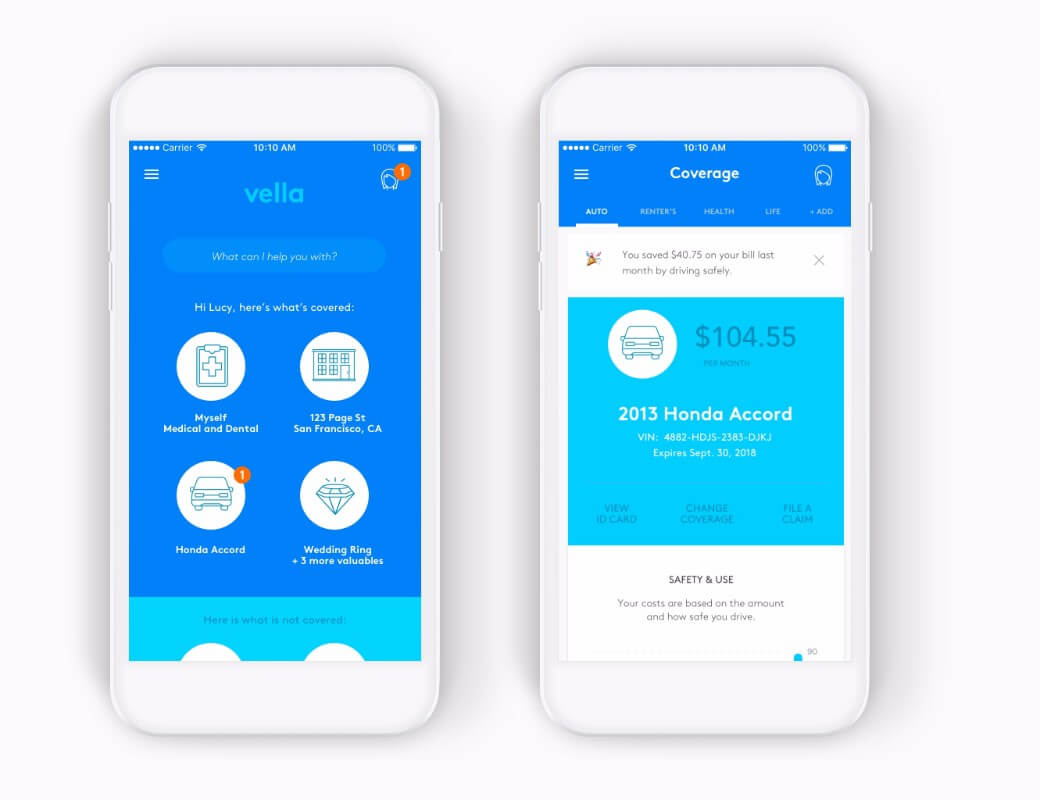 Carrier 10:10 AM 100%
1
vella
What can I help you with?
Hi Lucy, here's what's covered:
Myself
Medical and Dental
123 Page St
San Francisco, CA
1
Honda Accord
Wedding Ring
+ 3 more valuables
Here is what is not covered:
Carrier 10:10 AM 100%
Coverage
AUTO RENTER'S HEALTH LIFE + ADD
You saved $40.75 on your bill last
month by driving safely.
$104.55
PER MONTH
2013 Honda Accord
VIN: 4882-HDJS-2383-DJKJ
Expires Sept. 30, 2018
VIEW
ID CARD
CHANGE
COVERAGE
FILE A
CLAIM
SAFETY & USE
Your costs are based on the amount
and how safe you drive.
90